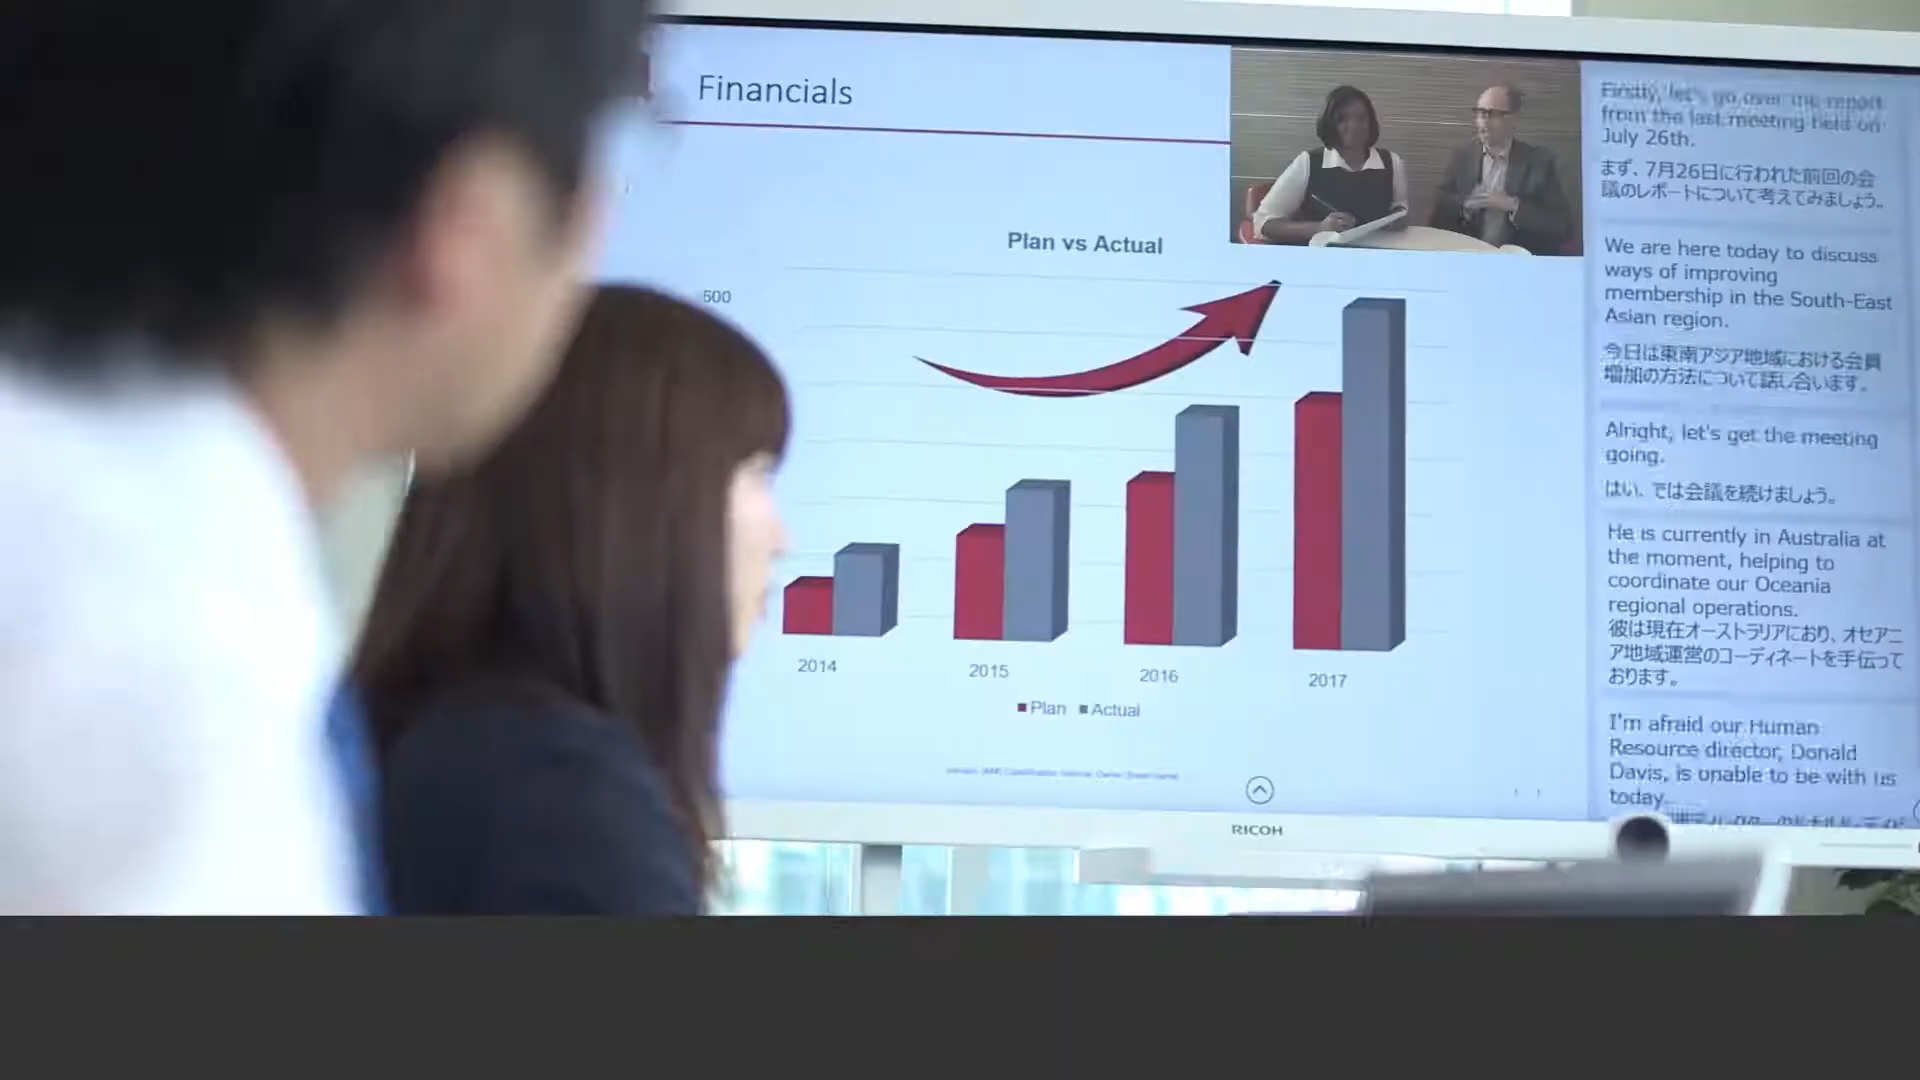 Financials
Plan vs Actual
500
2014
2015
2016
2017
Plan
Actual
RICOH
Firstly, let's go over the report
from the last meeting held on
July 26th.
まず、7月26日に行われた前回の会
議のレポートについて考えてみましょう。
We are here today to discuss
ways of improving
membership in the South-East
Asian region.
今日は東南アジア地域における会員
増加の方法について話し合います。
Alright, let's get the meeting
going.
はい、では会議を続けましょう。
He is currently in Australia at
the moment, helping to
coordinate our Oceania
regional operations.
彼は現在オーストラリアにおり、オセアニ
ア地域運営のコーディネートを手伝って
おります。
I'm afraid our Human
Resource director, Donald
Davis, is unable to be with us
today.